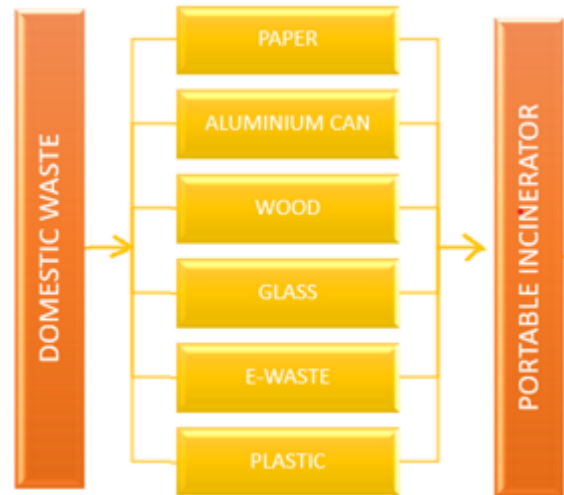 DOMESTIC WASTE
PAPER
ALUMINIUM CAN
WOOD
GLASS
E-WASTE
PLASTIC
PORTABLE INCINERATOR